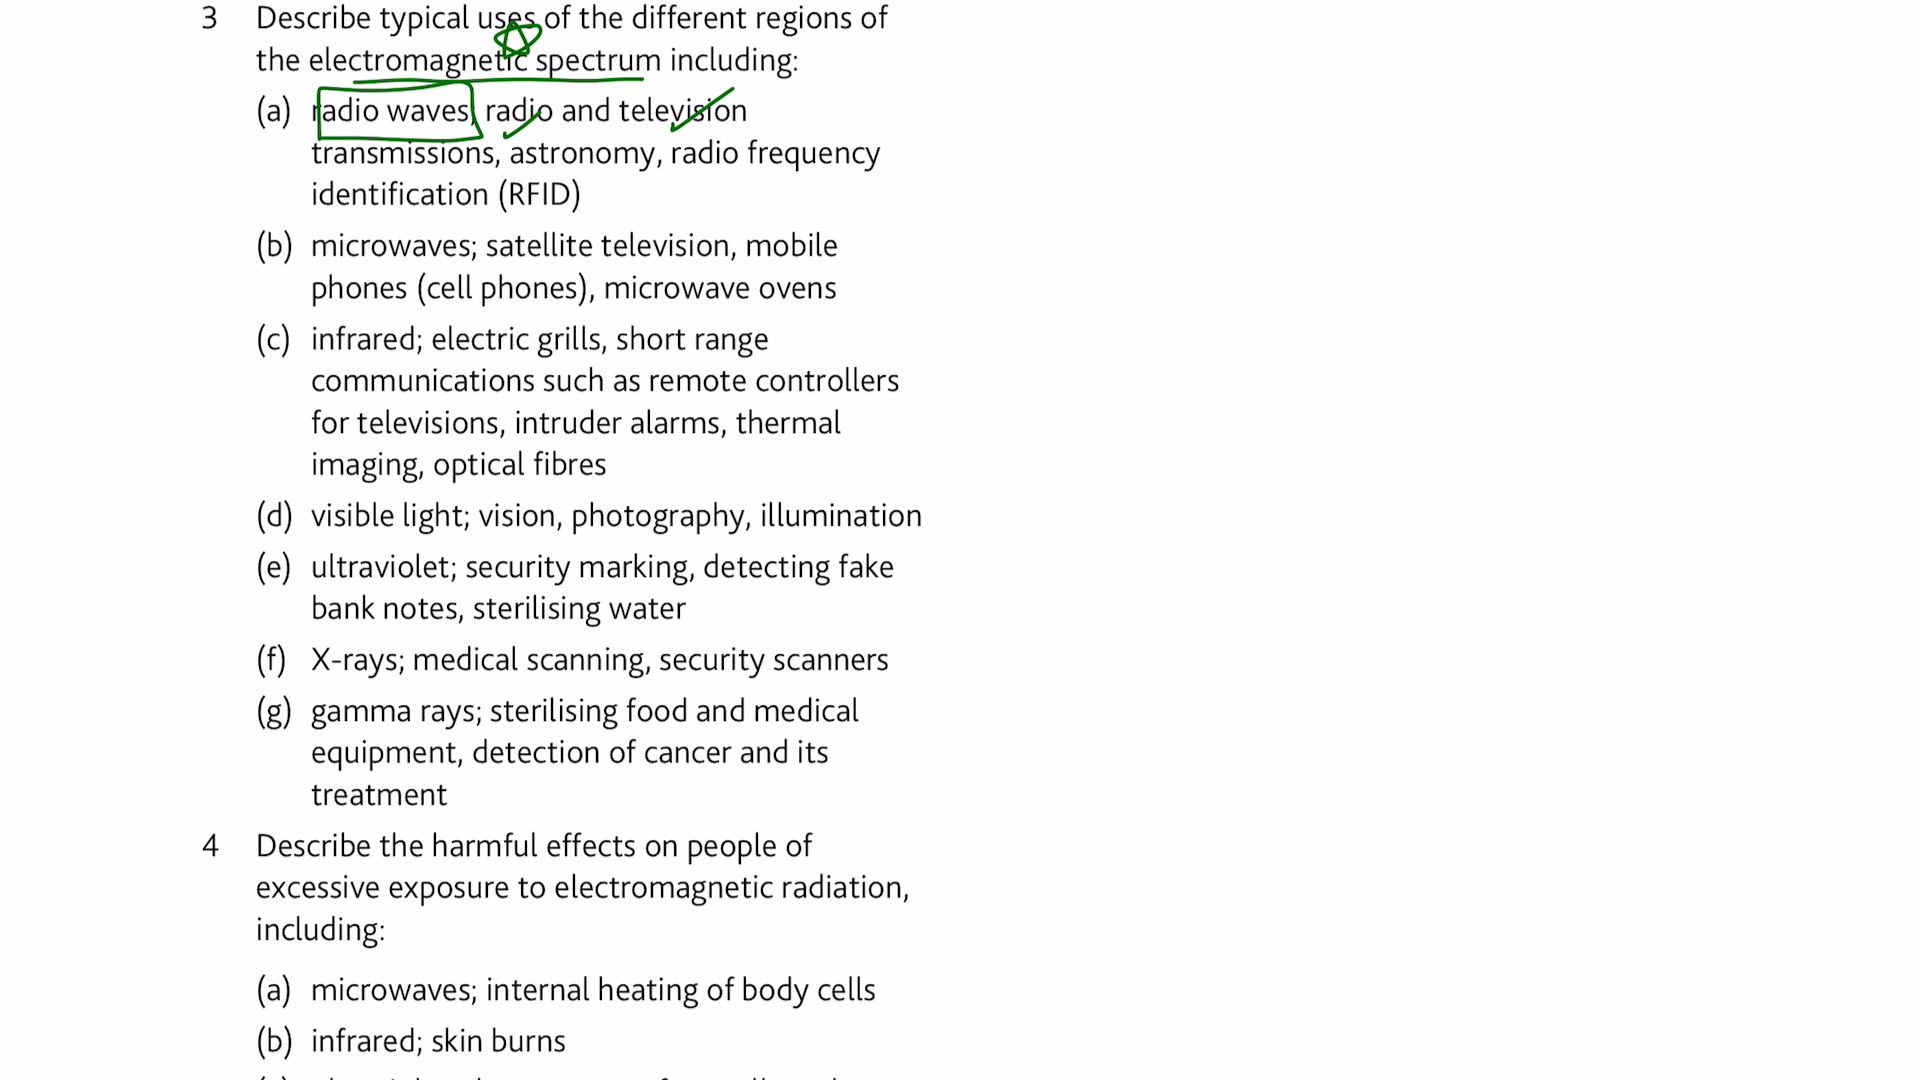 3 Describe typical uses of the different regions of
the electromagnetic spectrum including:
(a) radio waves; radio and television
transmissions, astronomy, radio frequency
identification (RFID)
(b) microwaves; satellite television, mobile
phones (cell phones), microwave ovens
(c) infrared; electric grills, short range
communications such as remote controllers
for televisions, intruder alarms, thermal
imaging, optical fibres
(d) visible light; vision, photography, illumination
(e) ultraviolet; security marking, detecting fake
bank notes, sterilising water
(f) X-rays; medical scanning, security scanners
(g) gamma rays; sterilising food and medical
equipment, detection of cancer and its
treatment
4 Describe the harmful effects on people of
excessive exposure to electromagnetic radiation,
including:
(a) microwaves; internal heating of body cells
(b) infrared; skin burns